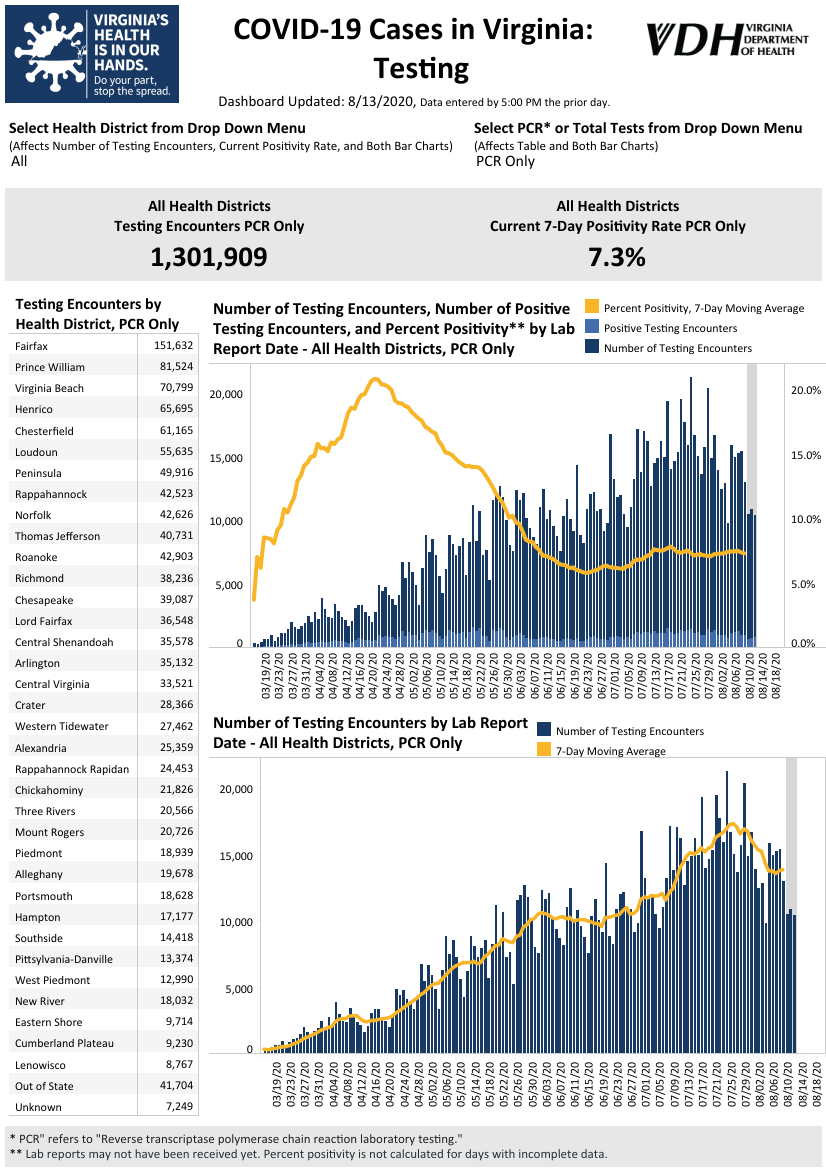 VIRGINIA'S
HEALTH
IS IN OUR
HANDS.
Do your part,
stop the spread.
COVID-19 Cases in Virginia:
Testing
VDH VIRGINIA
DEPARTMENT
OF HEALTH
Dashboard Updated: 8/13/2020, Data entered by 5:00 PM the prior day.
Select Health District from Drop Down Menu
(Affects Number of Testing Encounters, Current Positivity Rate, and Both Bar Charts)
All
Select PCR* or Total Tests from Drop Down Menu
(Affects Table and Both Bar Charts)
PCR Only
All Health Districts
Testing Encounters PCR Only
1,301,909
All Health Districts
Current 7-Day Positivity Rate PCR Only
7.3%
Testing Encounters by
Health District, PCR Only
Fairfax 151,632
Prince William 81,524
Virginia Beach 70,799
Henrico 65,695
Chesterfield 61,165
Loudoun 55,635
Peninsula 49,916
Rappahannock 42,523
Norfolk 42,626
Thomas Jefferson 40,731
Roanoke 42,903
Richmond 38,236
Chesapeake 39,087
Lord Fairfax 36,548
Central Shenandoah 35,578
Arlington 35,132
Central Virginia 33,521
Crater 28,366
Western Tidewater 27,462
Alexandria 25,359
Rappahannock Rapidan 24,453
Chickahominy 21,826
Three Rivers 20,566
Mount Rogers 20,726
Piedmont 18,939
Alleghany 19,678
Portsmouth 18,628
Hampton 17,177
Southside 14,418
Pittsylvania-Danville 13,374
West Piedmont 12,990
New River 18,032
Eastern Shore 9,714
Cumberland Plateau 9,230
Lenowisco 8,767
Out of State 41,704
Unknown 7,249
Number of Testing Encounters, Number of Positive
Testing Encounters, and Percent Positivity** by Lab
Report Date - All Health Districts, PCR Only
Percent Positivity, 7-Day Moving Average
Positive Testing Encounters
Number of Testing Encounters
20,000 20.0%
15,000 15.0%
10,000 10.0%
5,000 5.0%
0 0.0%
03/19/20 03/23/20 03/27/20 03/31/20 04/04/20 04/08/20 04/12/20 04/16/20 04/20/20 04/24/20 04/28/20 05/02/20 05/06/20 05/10/20 05/14/20 05/18/20 05/22/20 05/26/20 05/30/20 06/03/20 06/07/20 06/11/20 06/15/20 06/19/20 06/23/20 06/27/20 07/01/20 07/05/20 07/09/20 07/13/20 07/17/20 07/21/20 07/25/20 07/29/20 08/02/20 08/06/20 08/10/20 08/14/20 08/18/20
Number of Testing Encounters by Lab Report
Date - All Health Districts, PCR Only
Number of Testing Encounters
7-Day Moving Average
20,000
15,000
10,000
5,000
0
03/19/20 03/23/20 03/27/20 03/31/20 04/04/20 04/08/20 04/12/20 04/16/20 04/20/20 04/24/20 04/28/20 05/02/20 05/06/20 05/10/20 05/14/20 05/18/20 05/22/20 05/26/20 05/30/20 06/03/20 06/07/20 06/11/20 06/15/20 06/19/20 06/23/20 06/27/20 07/01/20 07/05/20 07/09/20 07/13/20 07/17/20 07/21/20 07/25/20 07/29/20 08/02/20 08/06/20 08/10/20 08/14/20 08/18/20
* PCR" refers to "Reverse transcriptase polymerase chain reaction laboratory testing."
** Lab reports may not have been received yet. Percent positivity is not calculated for days with incomplete data.